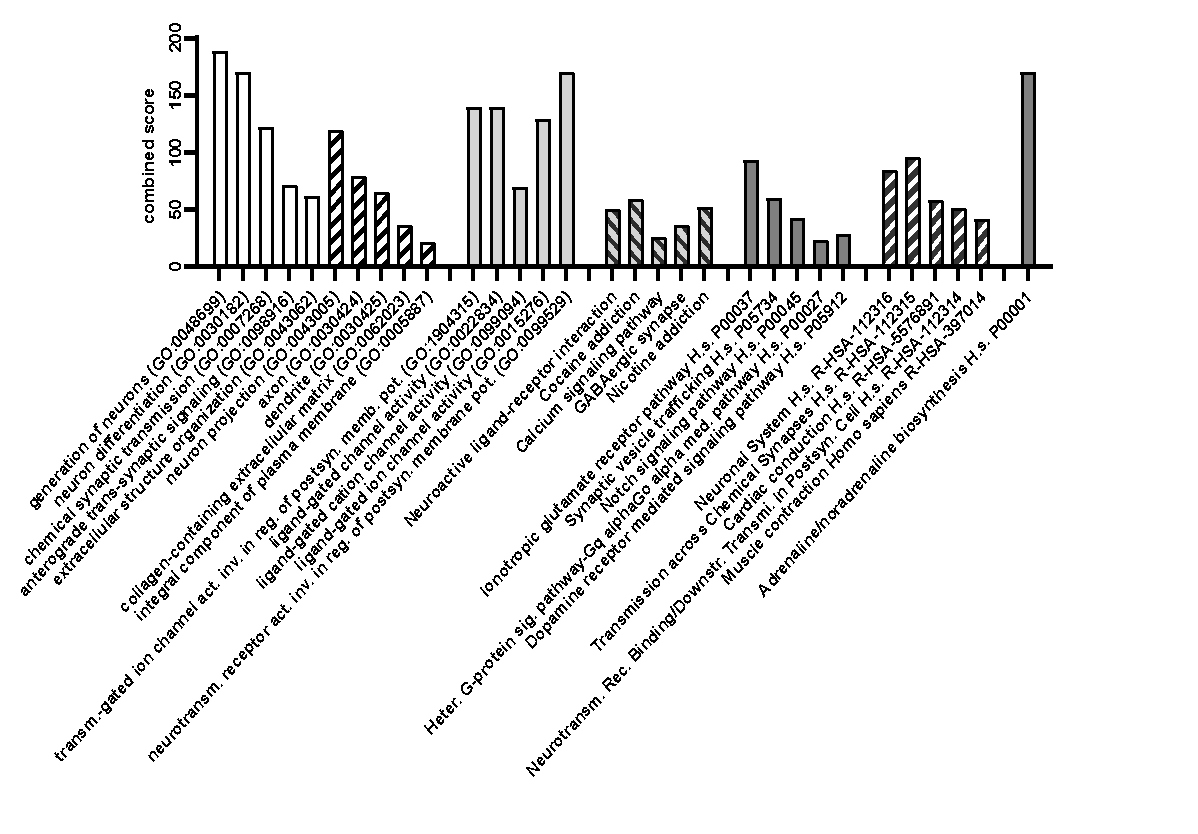 combined score
200
150
100
50
0
generation of neurons (GO:0048699)
neuron differentiation (GO:0030182)
chemical synaptic transmission (GO:0007268)
anterograde trans-synaptic signaling (GO:0098916)
extracellular structure organization (GO:0043062)
neuron projection (GO:0043005)
axon (GO:0030424)
dendrite (GO:0030425)
collagen-containing extracellular matrix (GO:0062023)
integral component of plasma membrane (GO:0005887)
transm.-gated ion channel act. inv. in reg. of postsyn. memb. pot. (GO:1904315)
ligand-gated channel activity (GO:0022834)
ligand-gated cation channel activity (GO:0099094)
ligand-gated ion channel activity (GO:0015276)
neurotransm. receptor act. inv. in reg. of postsyn. membrane pot. (GO:0099529)
Neuroactive ligand-receptor interaction
Cocaine addiction
Calcium signaling pathway
GABAergic synapse
Nicotine addiction
Ionotropic glutamate receptor pathway H.s. P00037
Synaptic vesicle trafficking H.s. P05734
Notch signaling pathway H.s. P00045
Heter. G-protein sig. pathway-Gq alphaGo alpha med. pathway H.s. P00027
Dopamine receptor mediated signaling pathway H.s. P05912
Neuronal System H.s. R-HSA-112316
Transmission across Chemical Synapses H.s. R-HSA-112315
Cardiac conduction H.s. R-HSA-5576891
Neurotransm. Rec. Binding/Downstr. Transmi. in Postsyn. Cell H.s. R-HSA-112314
Muscle contraction Homo sapiens R-HSA-397014
Adrenaline/noradrenaline biosynthesis H.s. P00001